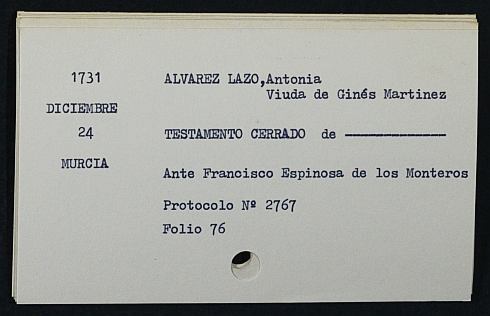 1731
DICIEMBRE
24
MURCIA
ALVAREZ LAZO,Antonia
Viuda de Ginés Martinez
TESTAMENTO CERRADO de -------------
Ante Francisco Espinosa de los Monteros
Protocolo Nº 2767
Folio 76